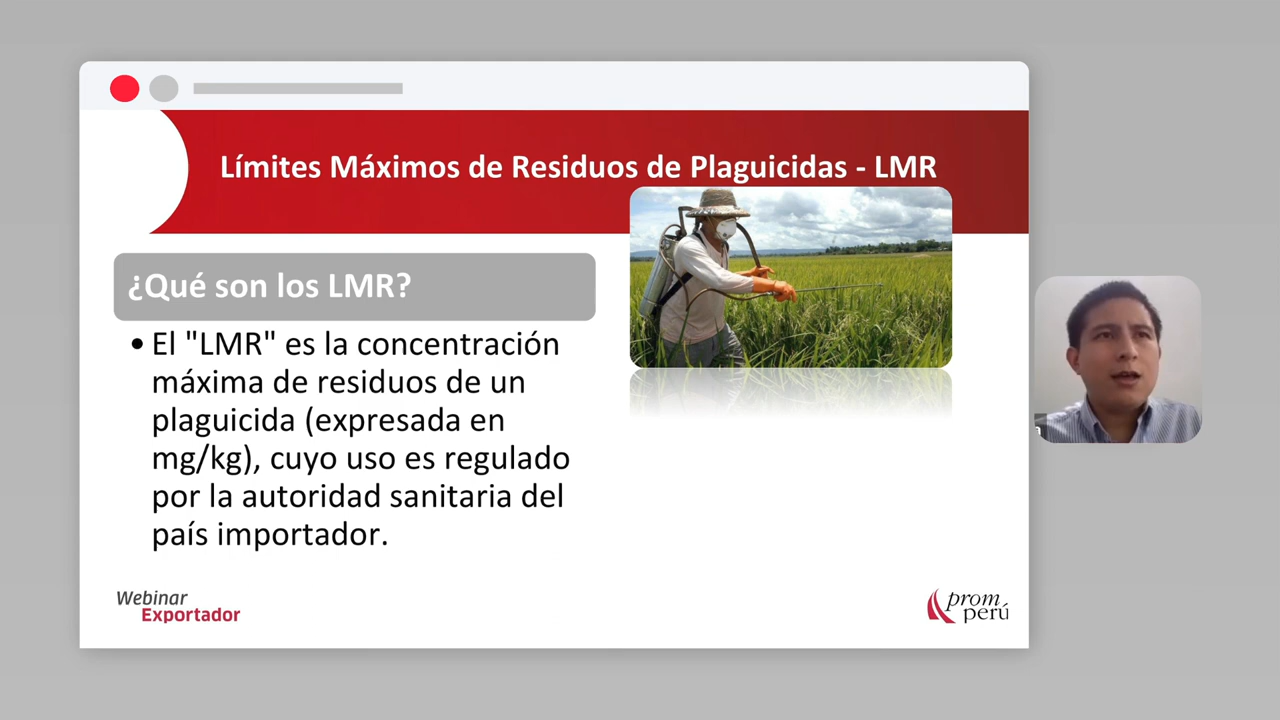 Límites Máximos de Residuos de Plaguicidas - LMR
¿Qué son los LMR?
• El "LMR" es la concentración
máxima de residuos de un
plaguicida (expresada en
mg/kg), cuyo uso es regulado
por la autoridad sanitaria del
país importador.
Webinar
Exportador
prom
perú